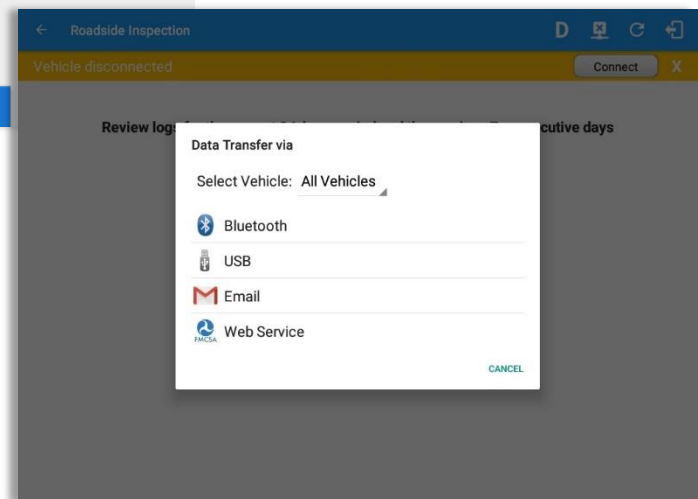 Roadside Inspection D
Vehicle disconnected Connect X
Review log cutive days
Data Transfer via
Select Vehicle: All Vehicles
Bluetooth
USB
Email
FMCSA
Web Service
CANCEL